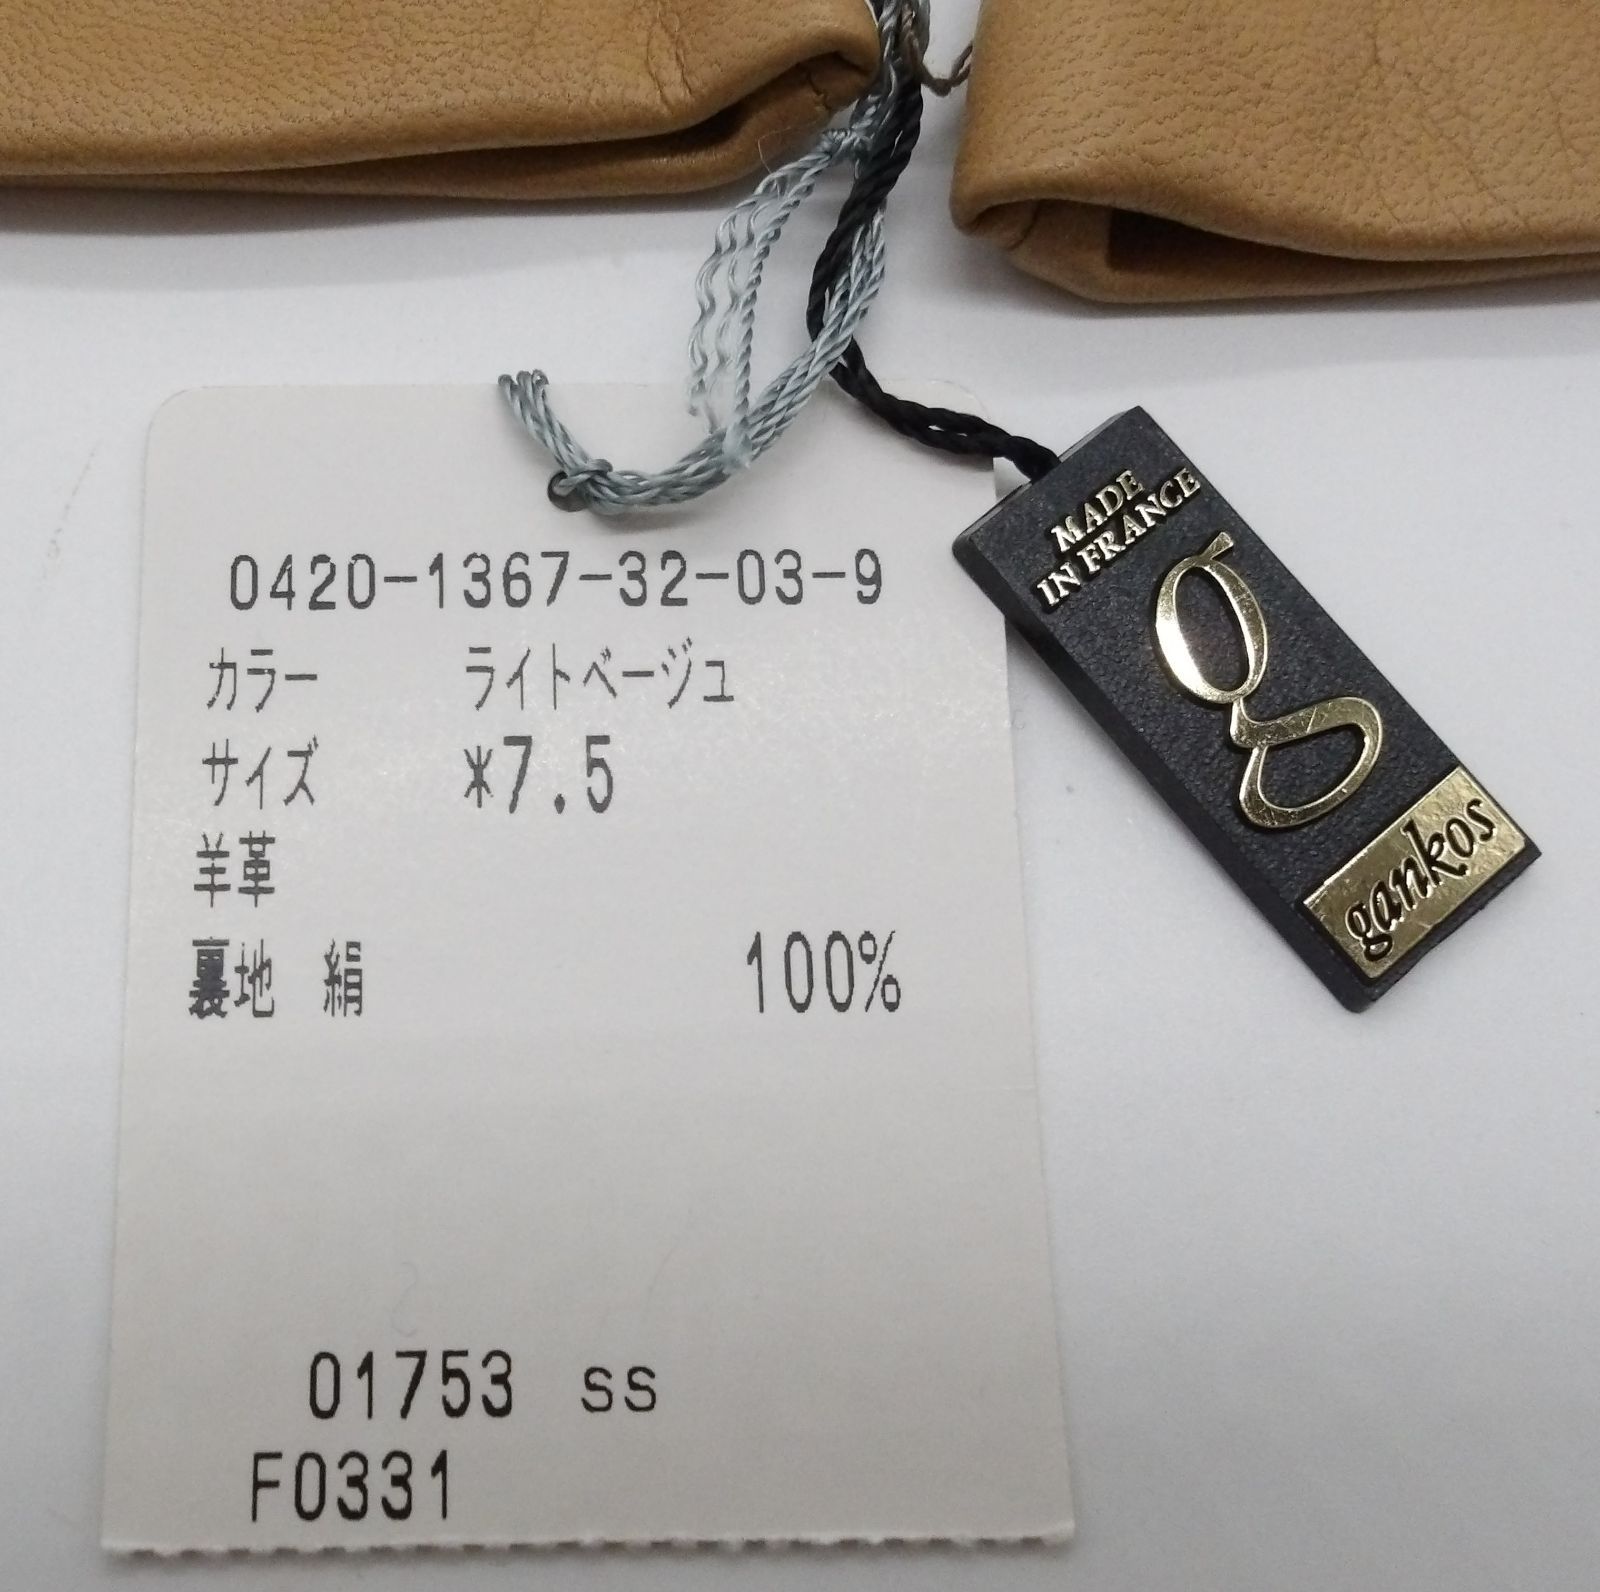 0420-1367-32-03-9
カラー ライトベージュ
サイズ *7.5
羊革
裏地 絹 100%
01753 SS
F0331
MADE
IN FRANCE
g
gankos